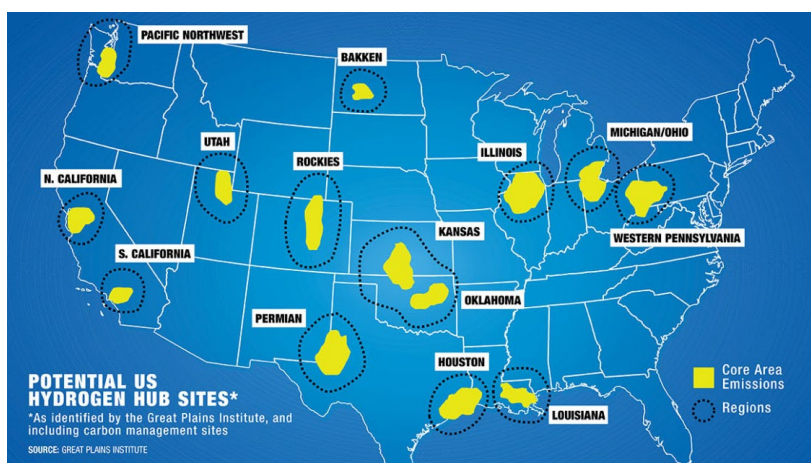 PACIFIC NORTHWEST
BAKKEN
MICHIGAN/OHIO
UTAH
ROCKIES
ILLINOIS
N. CALIFORNIA
KANSAS
WESTERN PENNSYLVANIA
S. CALIFORNIA
OKLAHOMA
PERMIAN
HOUSTON
LOUISIANA
POTENTIAL US
HYDROGEN HUB SITES*
*As identified by the Great Plains Institute, and
including carbon management sites
SOURCE: GREAT PLAINS INSTITUTE
Core Area
Emissions
Regions